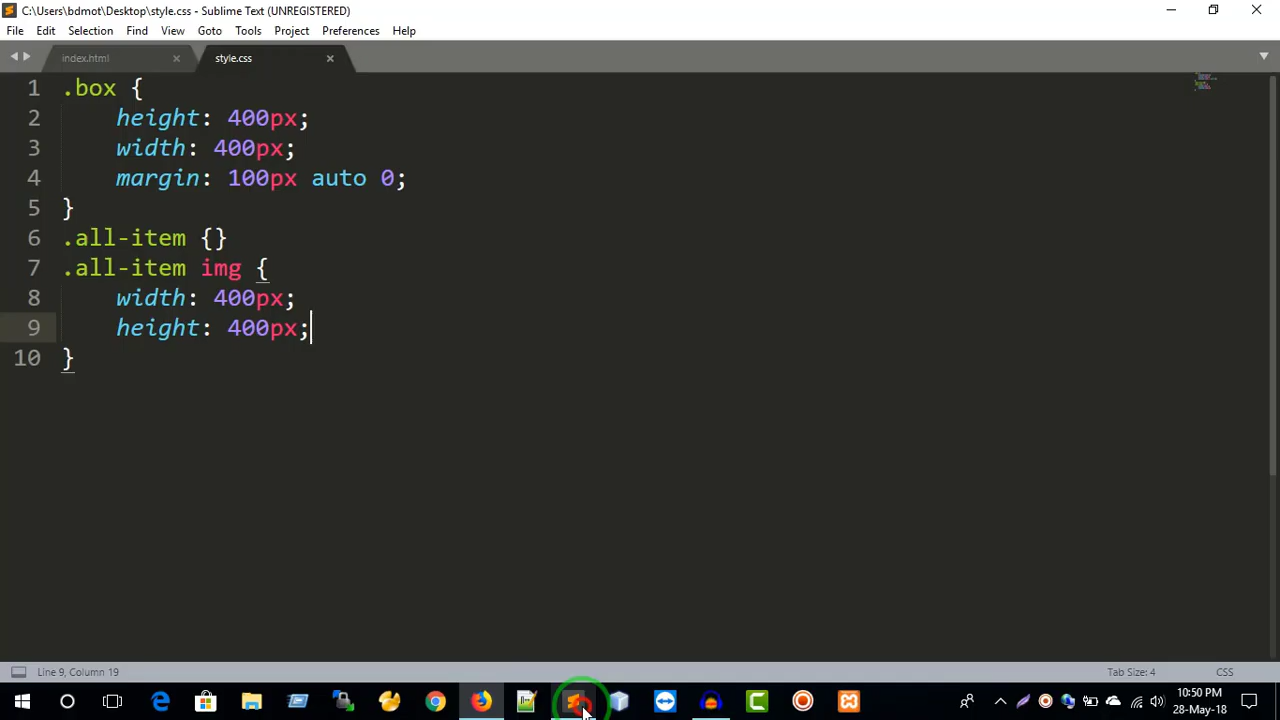 C:\Users\bdmot\Desktop\style.css - Sublime Text (UNREGISTERED)
File Edit Selection Find View Goto Tools Project Preferences Help
index.html style.css
1 .box {
2 height: 400px;
3 width: 400px;
4 margin: 100px auto 0;
5 }
6 .all-item {}
7 .all-item img {
8 width: 400px;
9 height: 400px;
10 }
Line 9, Column 19 Tab Size: 4 CSS
10:50 PM
28-May-18